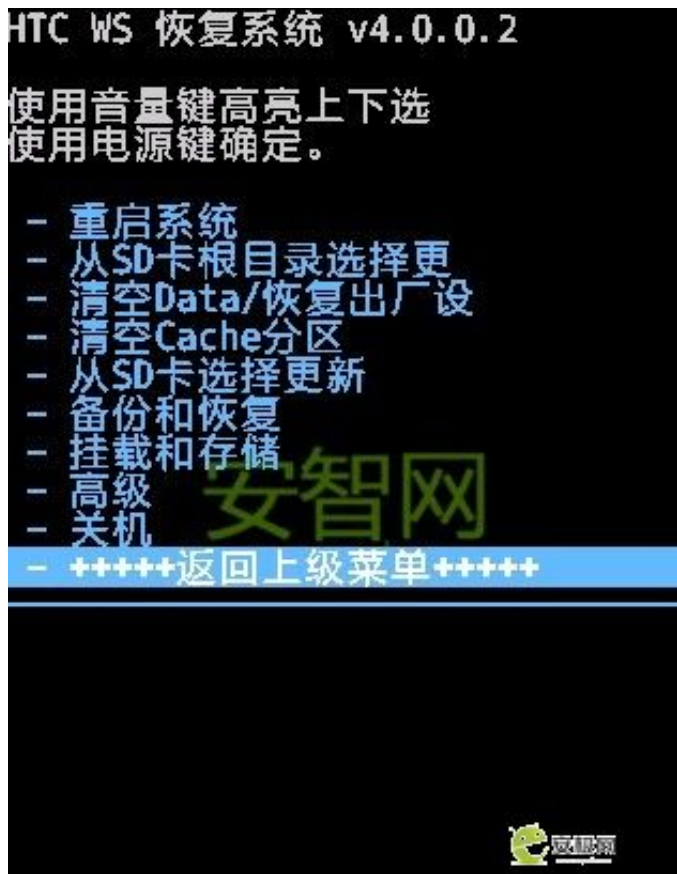 HTC WS 恢复系统 v4.0.0.2
使用音量键高亮上下选
使用电源键确定。
- 重启系统
- 从SD卡根目录选择更
- 清空Data/恢复出厂设
- 清空Cache分区
- 从SD卡选择更新
- 备份和恢复
- 挂载和存储
- 高级
- 关机
- +++++返回上级菜单+++++
安智网
安极网